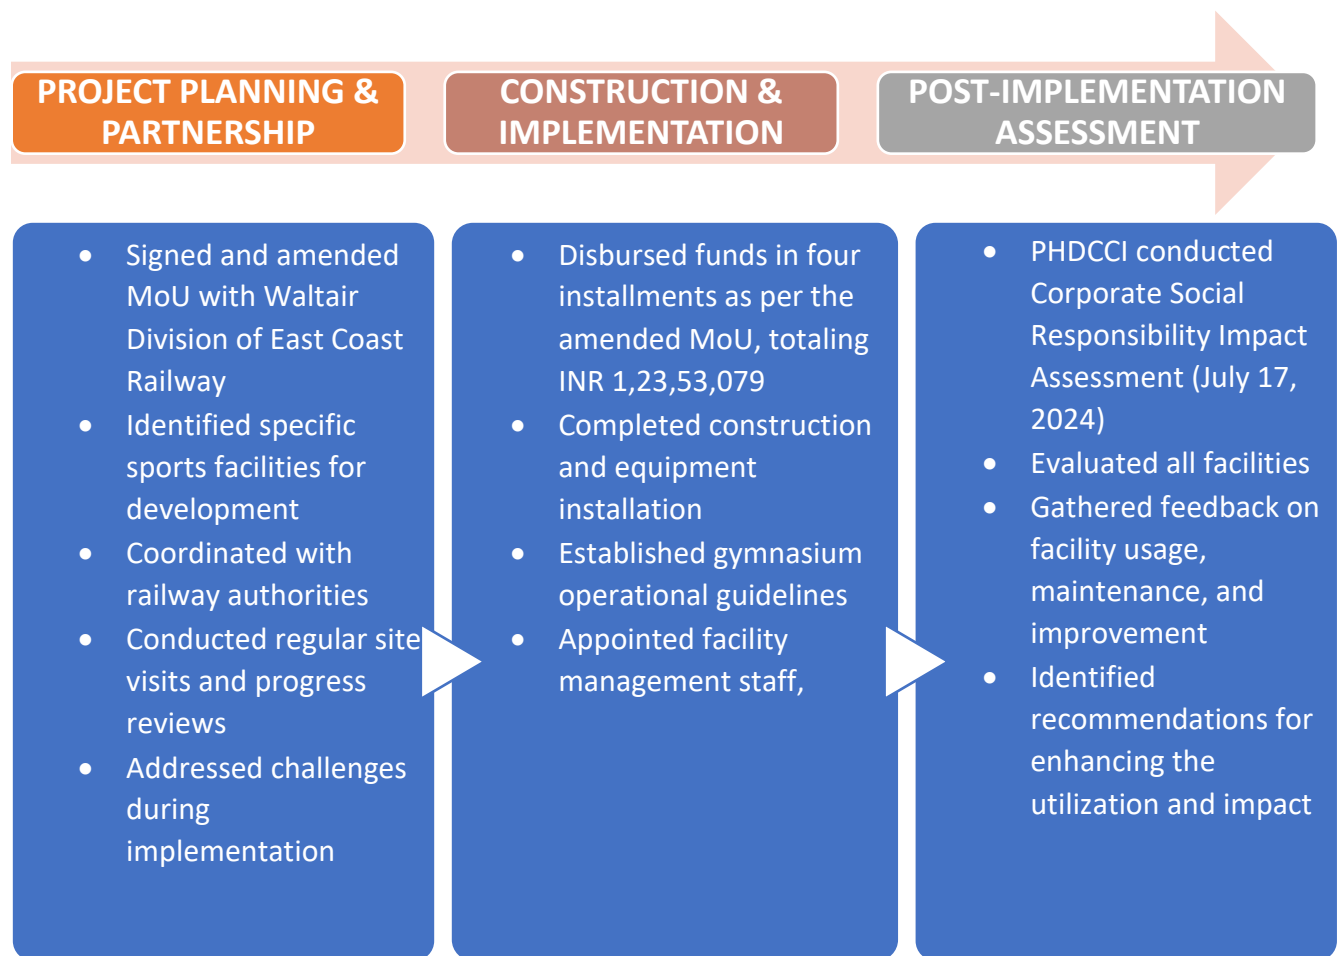 PROJECT PLANNING &
PARTNERSHIP
CONSTRUCTION &
IMPLEMENTATION
POST-IMPLEMENTATION
ASSESSMENT
• Signed and amended
MoU with Waltair
Division of East Coast
Railway
• Identified specific
sports facilities for
development
• Coordinated with
railway authorities
• Conducted regular site
visits and progress
reviews
• Addressed challenges
during
implementation
• Disbursed funds in four
installments as per the
amended MoU, totaling
INR 1,23,53,079
• Completed construction
and equipment
installation
• Established gymnasium
operational guidelines
• Appointed facility
management staff,
• PHDCCI conducted
Corporate Social
Responsibility Impact
Assessment (July 17,
2024)
• Evaluated all facilities
• Gathered feedback on
facility usage,
maintenance, and
improvement
• Identified
recommendations for
enhancing the
utilization and impact